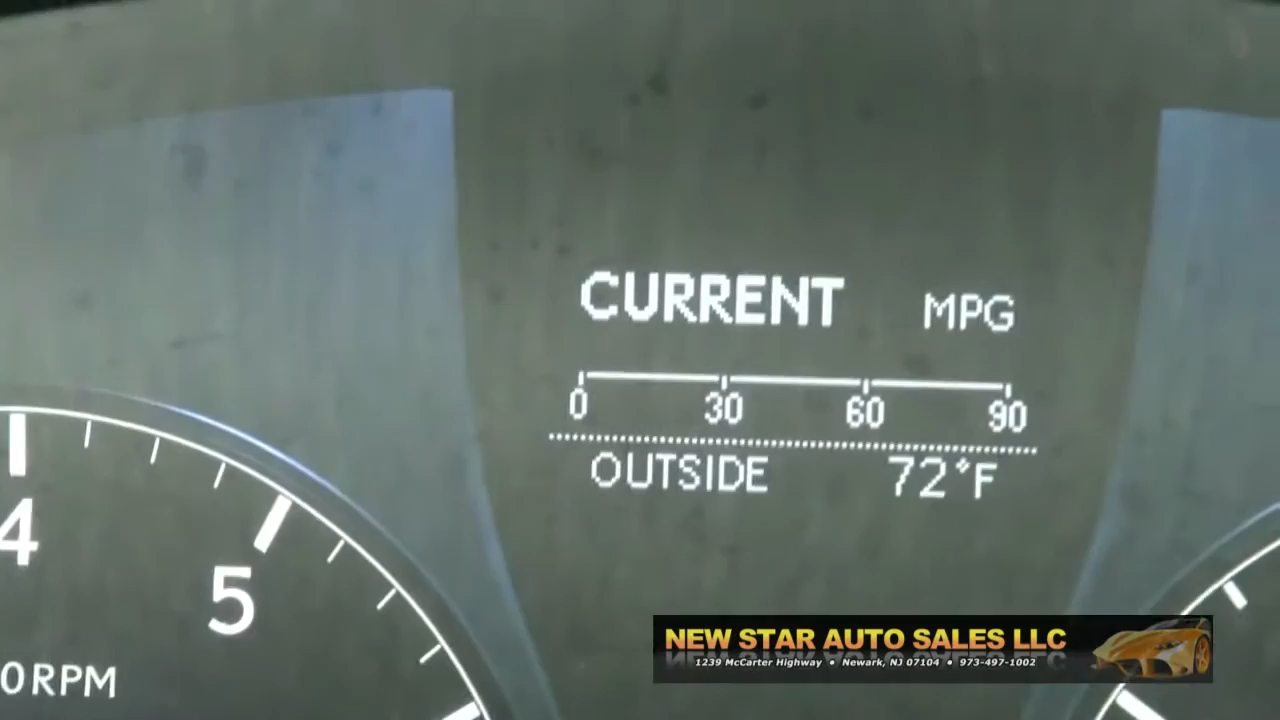 CURRENT MPG
0 30 60 90
OUTSIDE 72°F
4
5
0RPM
NEW STAR AUTO SALES LLC
1239 McCarter Highway • Newark, NJ 07104 • 973-497-1002